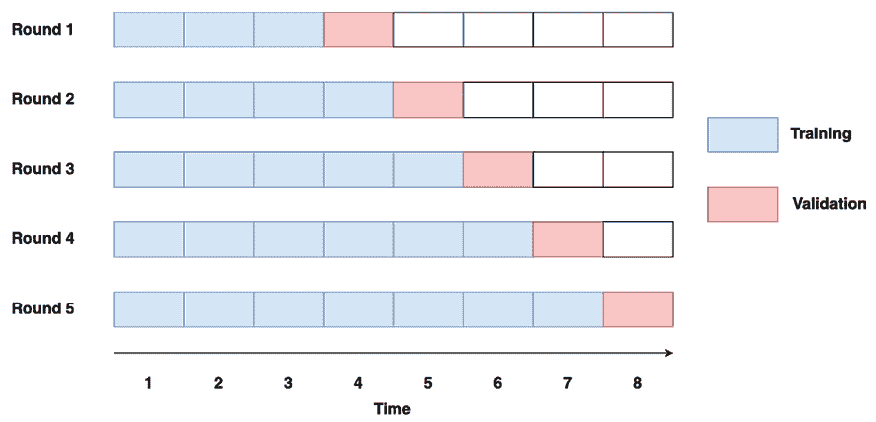 Round 1
Round 2
Training
Round 3
Validation
Round 4
Round 5
1 2 3 4 5 6 7 8
Time